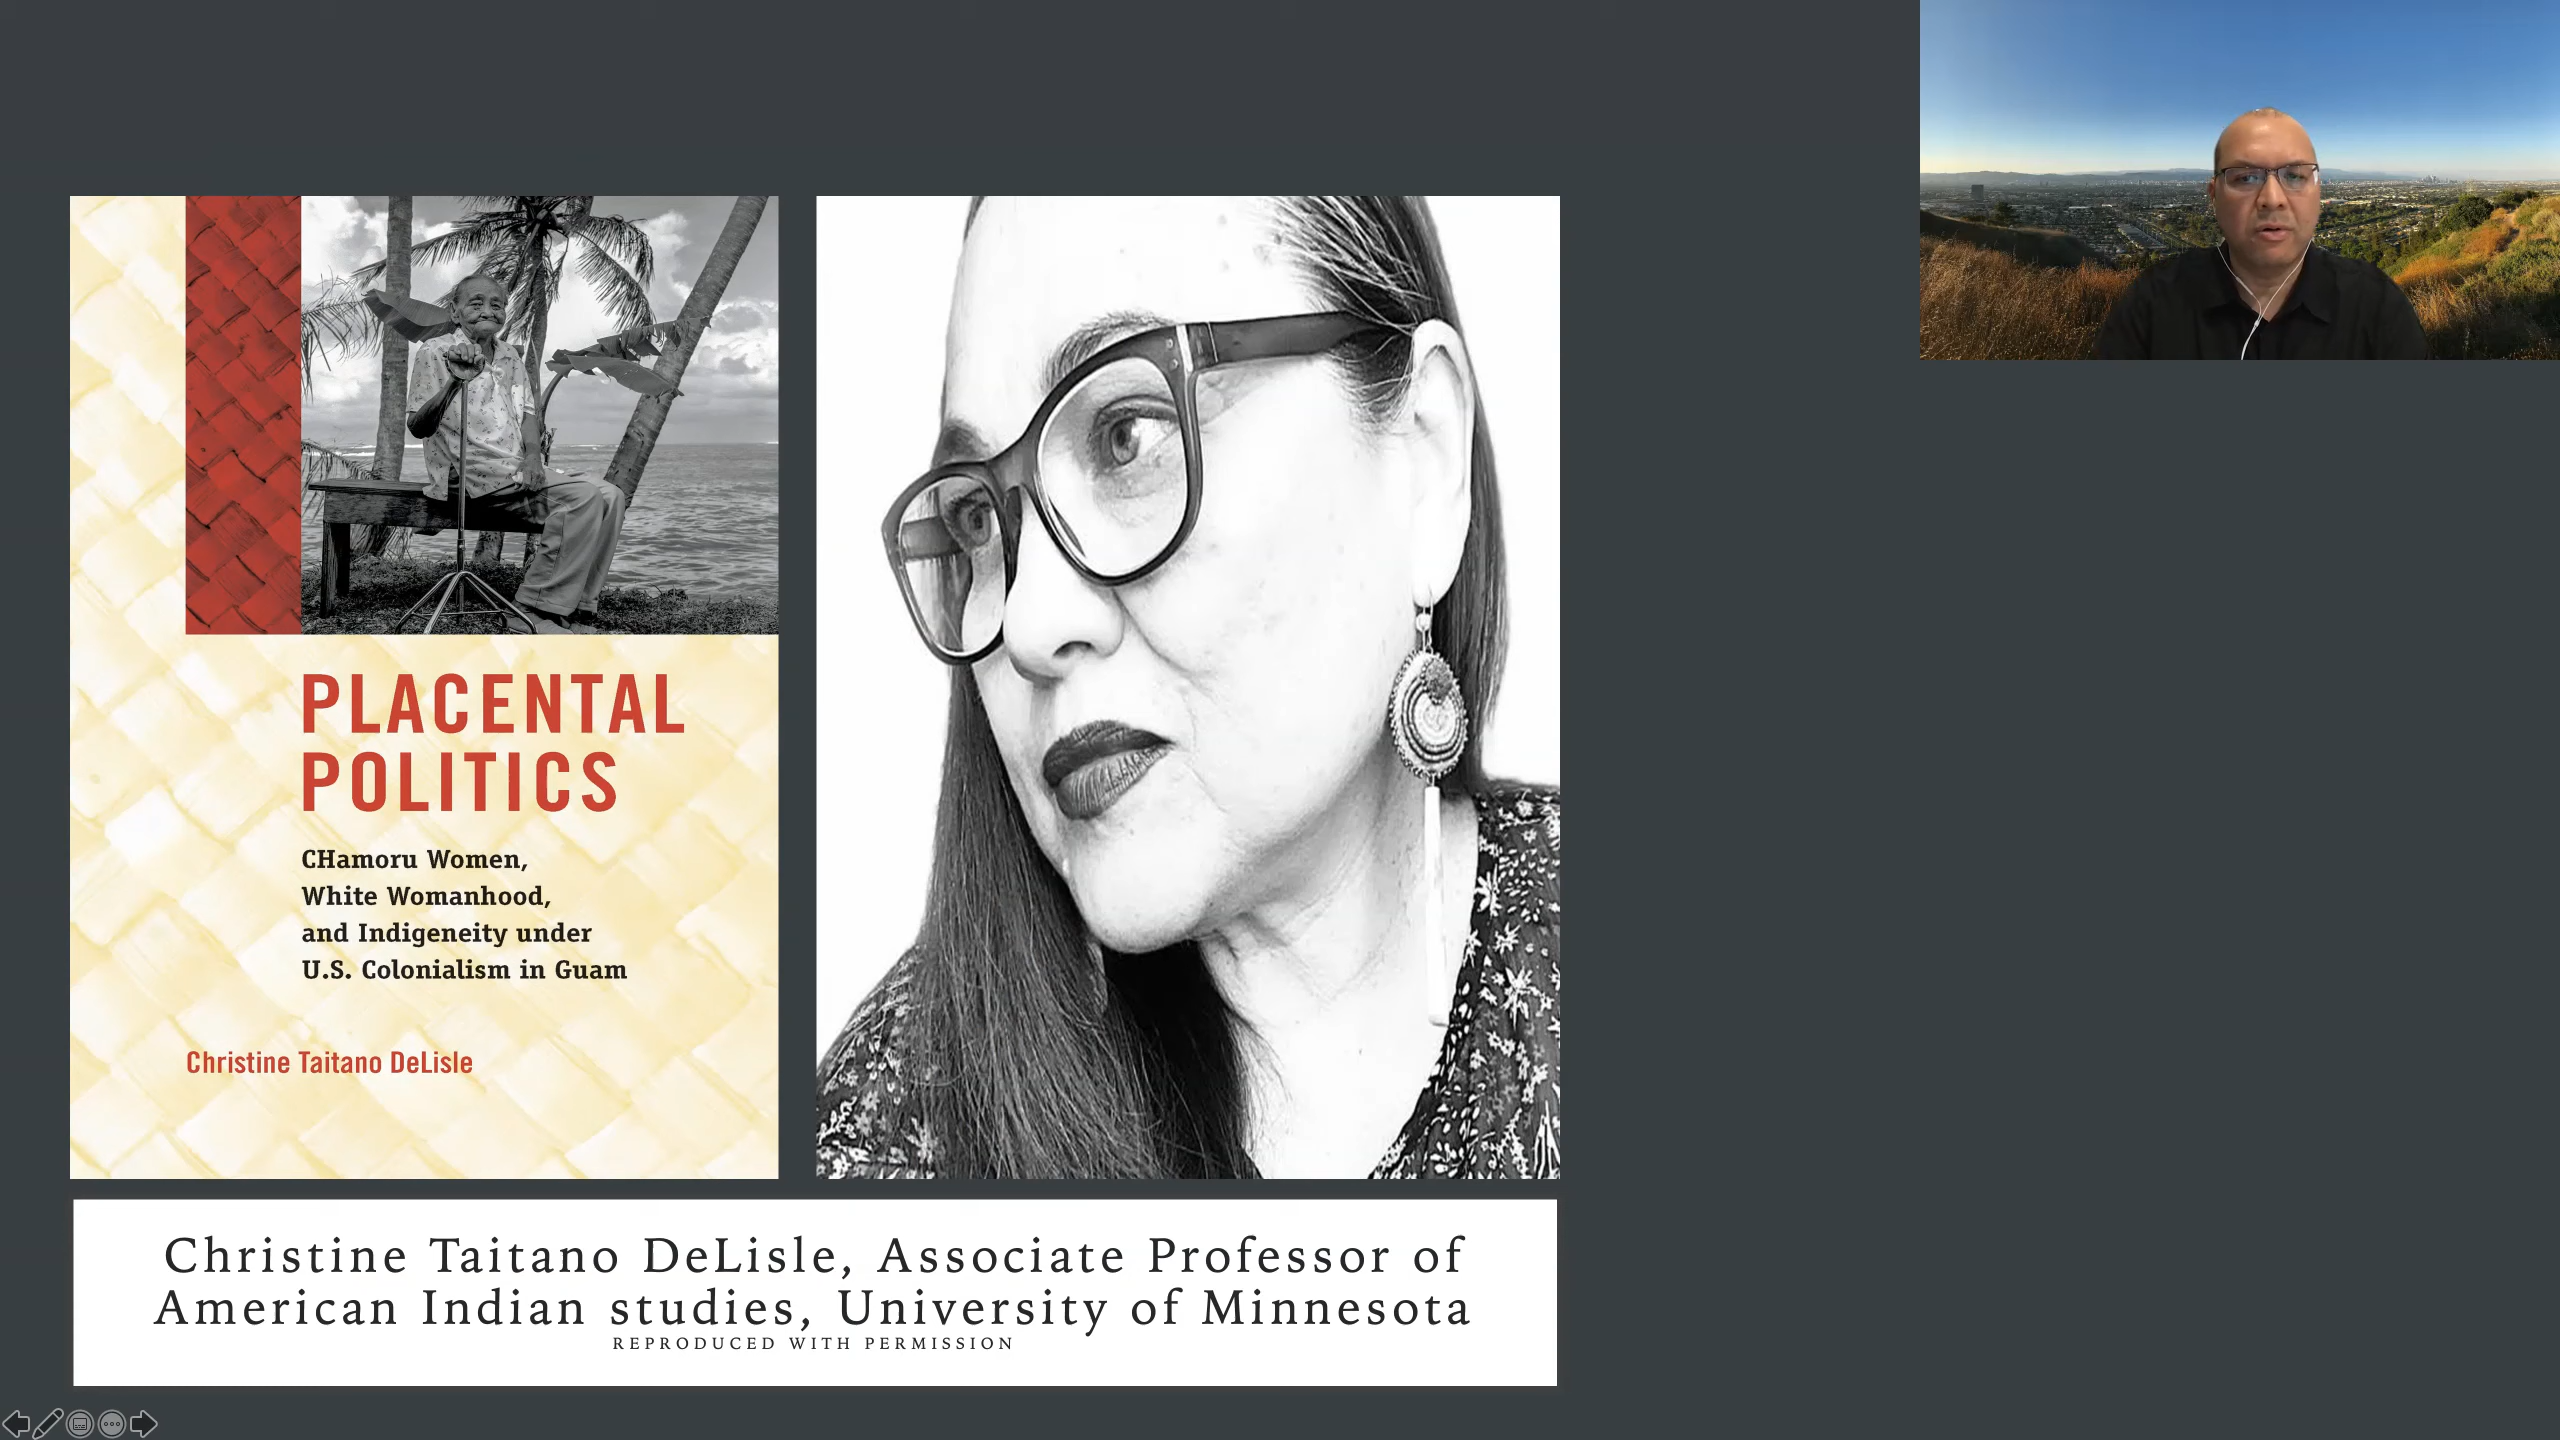 PLACENTAL
POLITICS
CHamoru Women,
White Womanhood,
and Indigeneity under
U.S. Colonialism in Guam
Christine Taitano DeLisle
Christine Taitano DeLisle, Associate Professor of
American Indian studies, University of Minnesota
REPRODUCED WITH PERMISSION